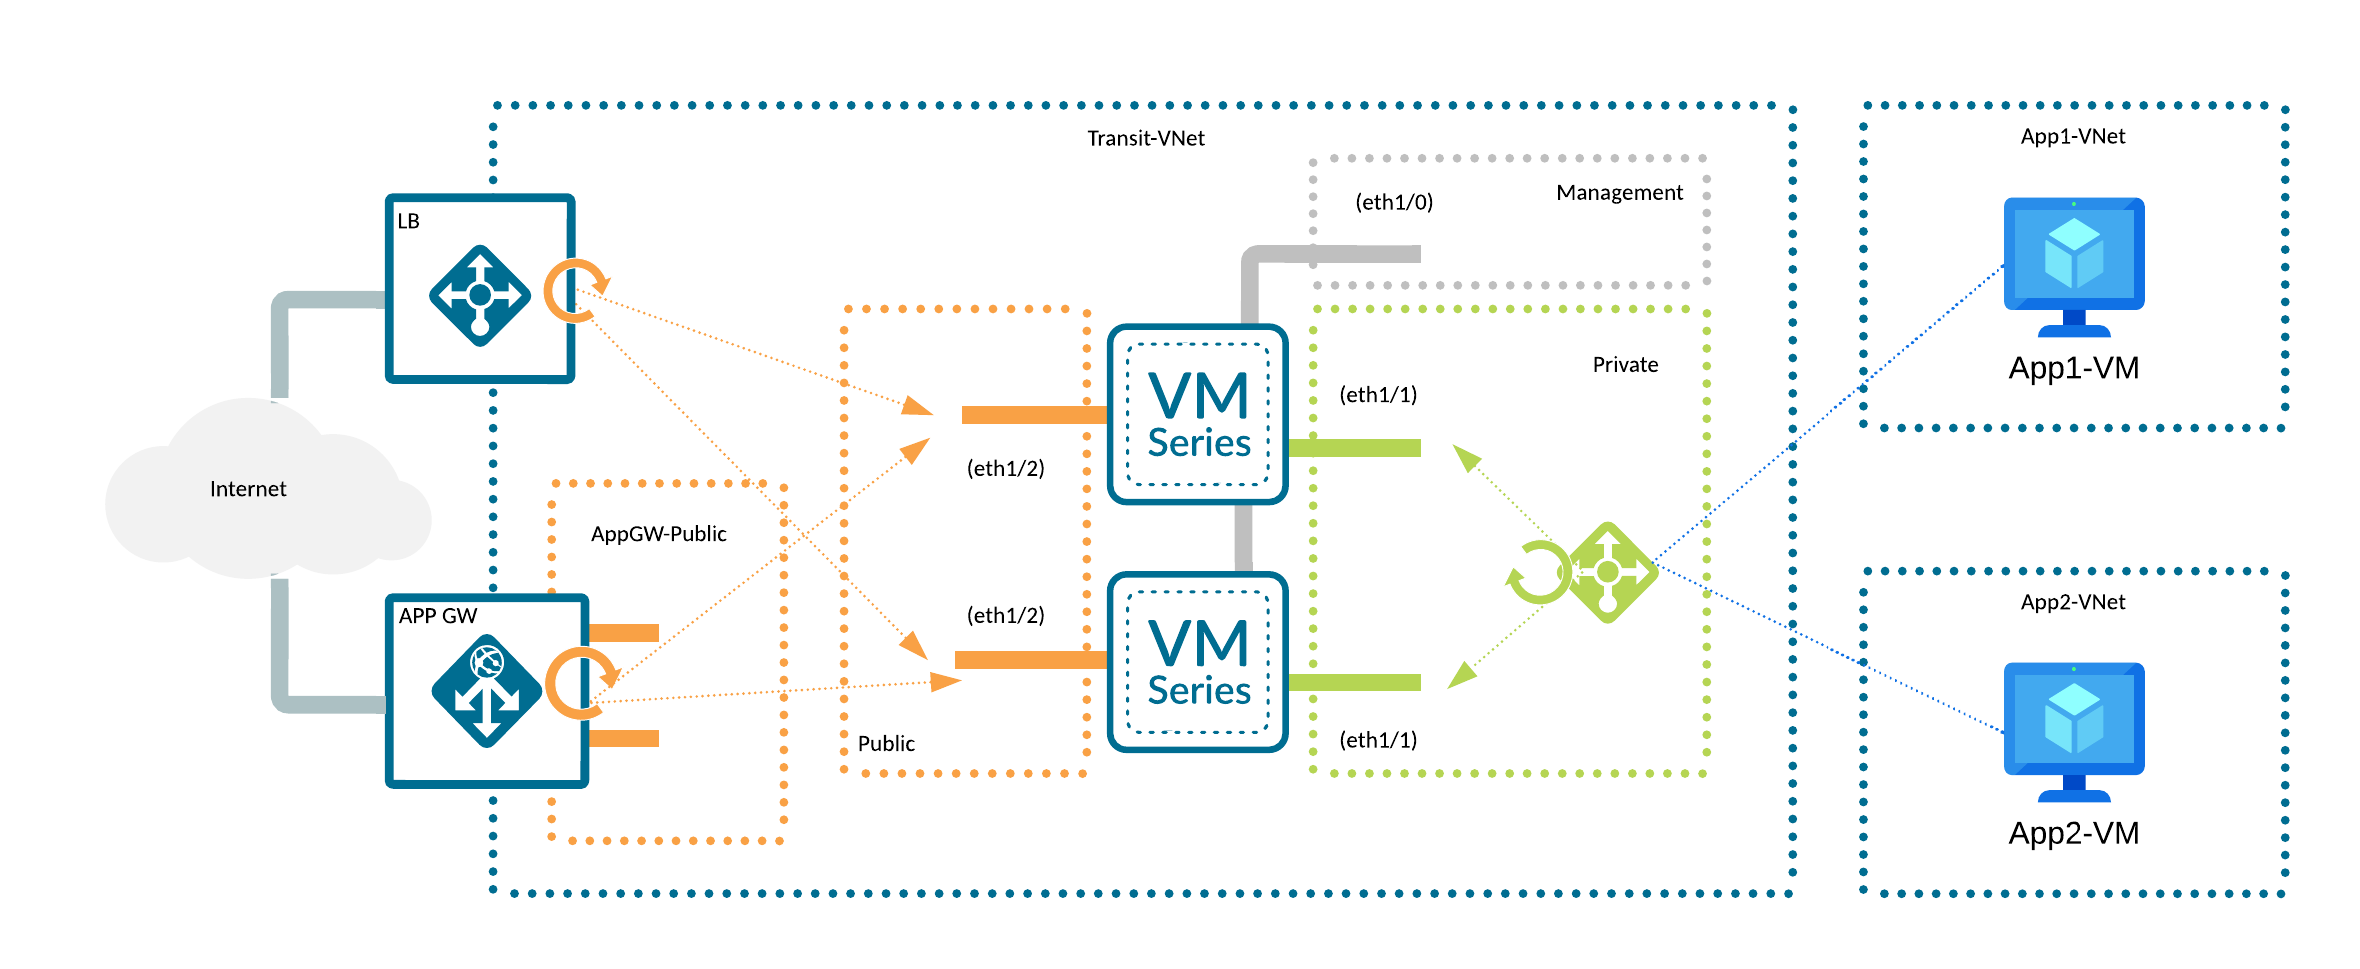 Transit-VNet
App1-VNet
Management
(eth1/0)
LB
App1-VM
Private
(eth1/1)
VM
Series
(eth1/2)
Internet
AppGW-Public
App2-VNet
APP GW
(eth1/2)
VM
Series
Public
(eth1/1)
App2-VM